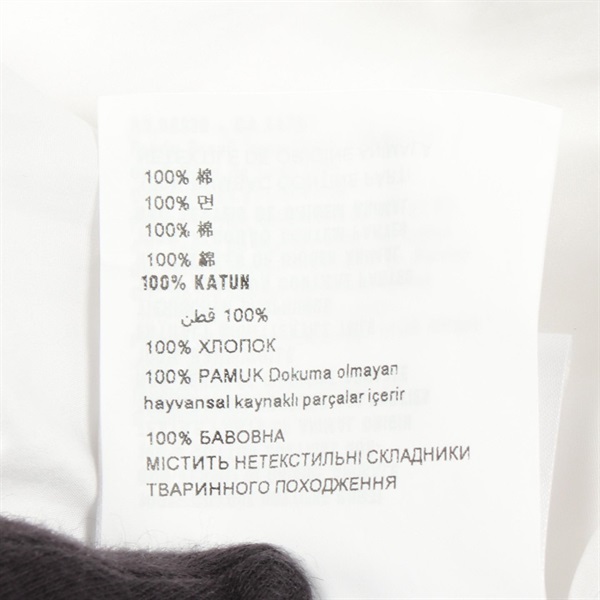 100% 棉
100% 면
100% 棉
100% 綿
100% KATUN
100% قطن
100% ХЛОПОК
100% PAMUK Dokuma olmayan
hayvansal kaynaklı parçalar içerir
100% БАВОВНА
МІСТИТЬ НЕТЕКСТИЛЬНІ СКЛАДНИКИ
ТВАРИННОГО ПОХОДЖЕННЯ